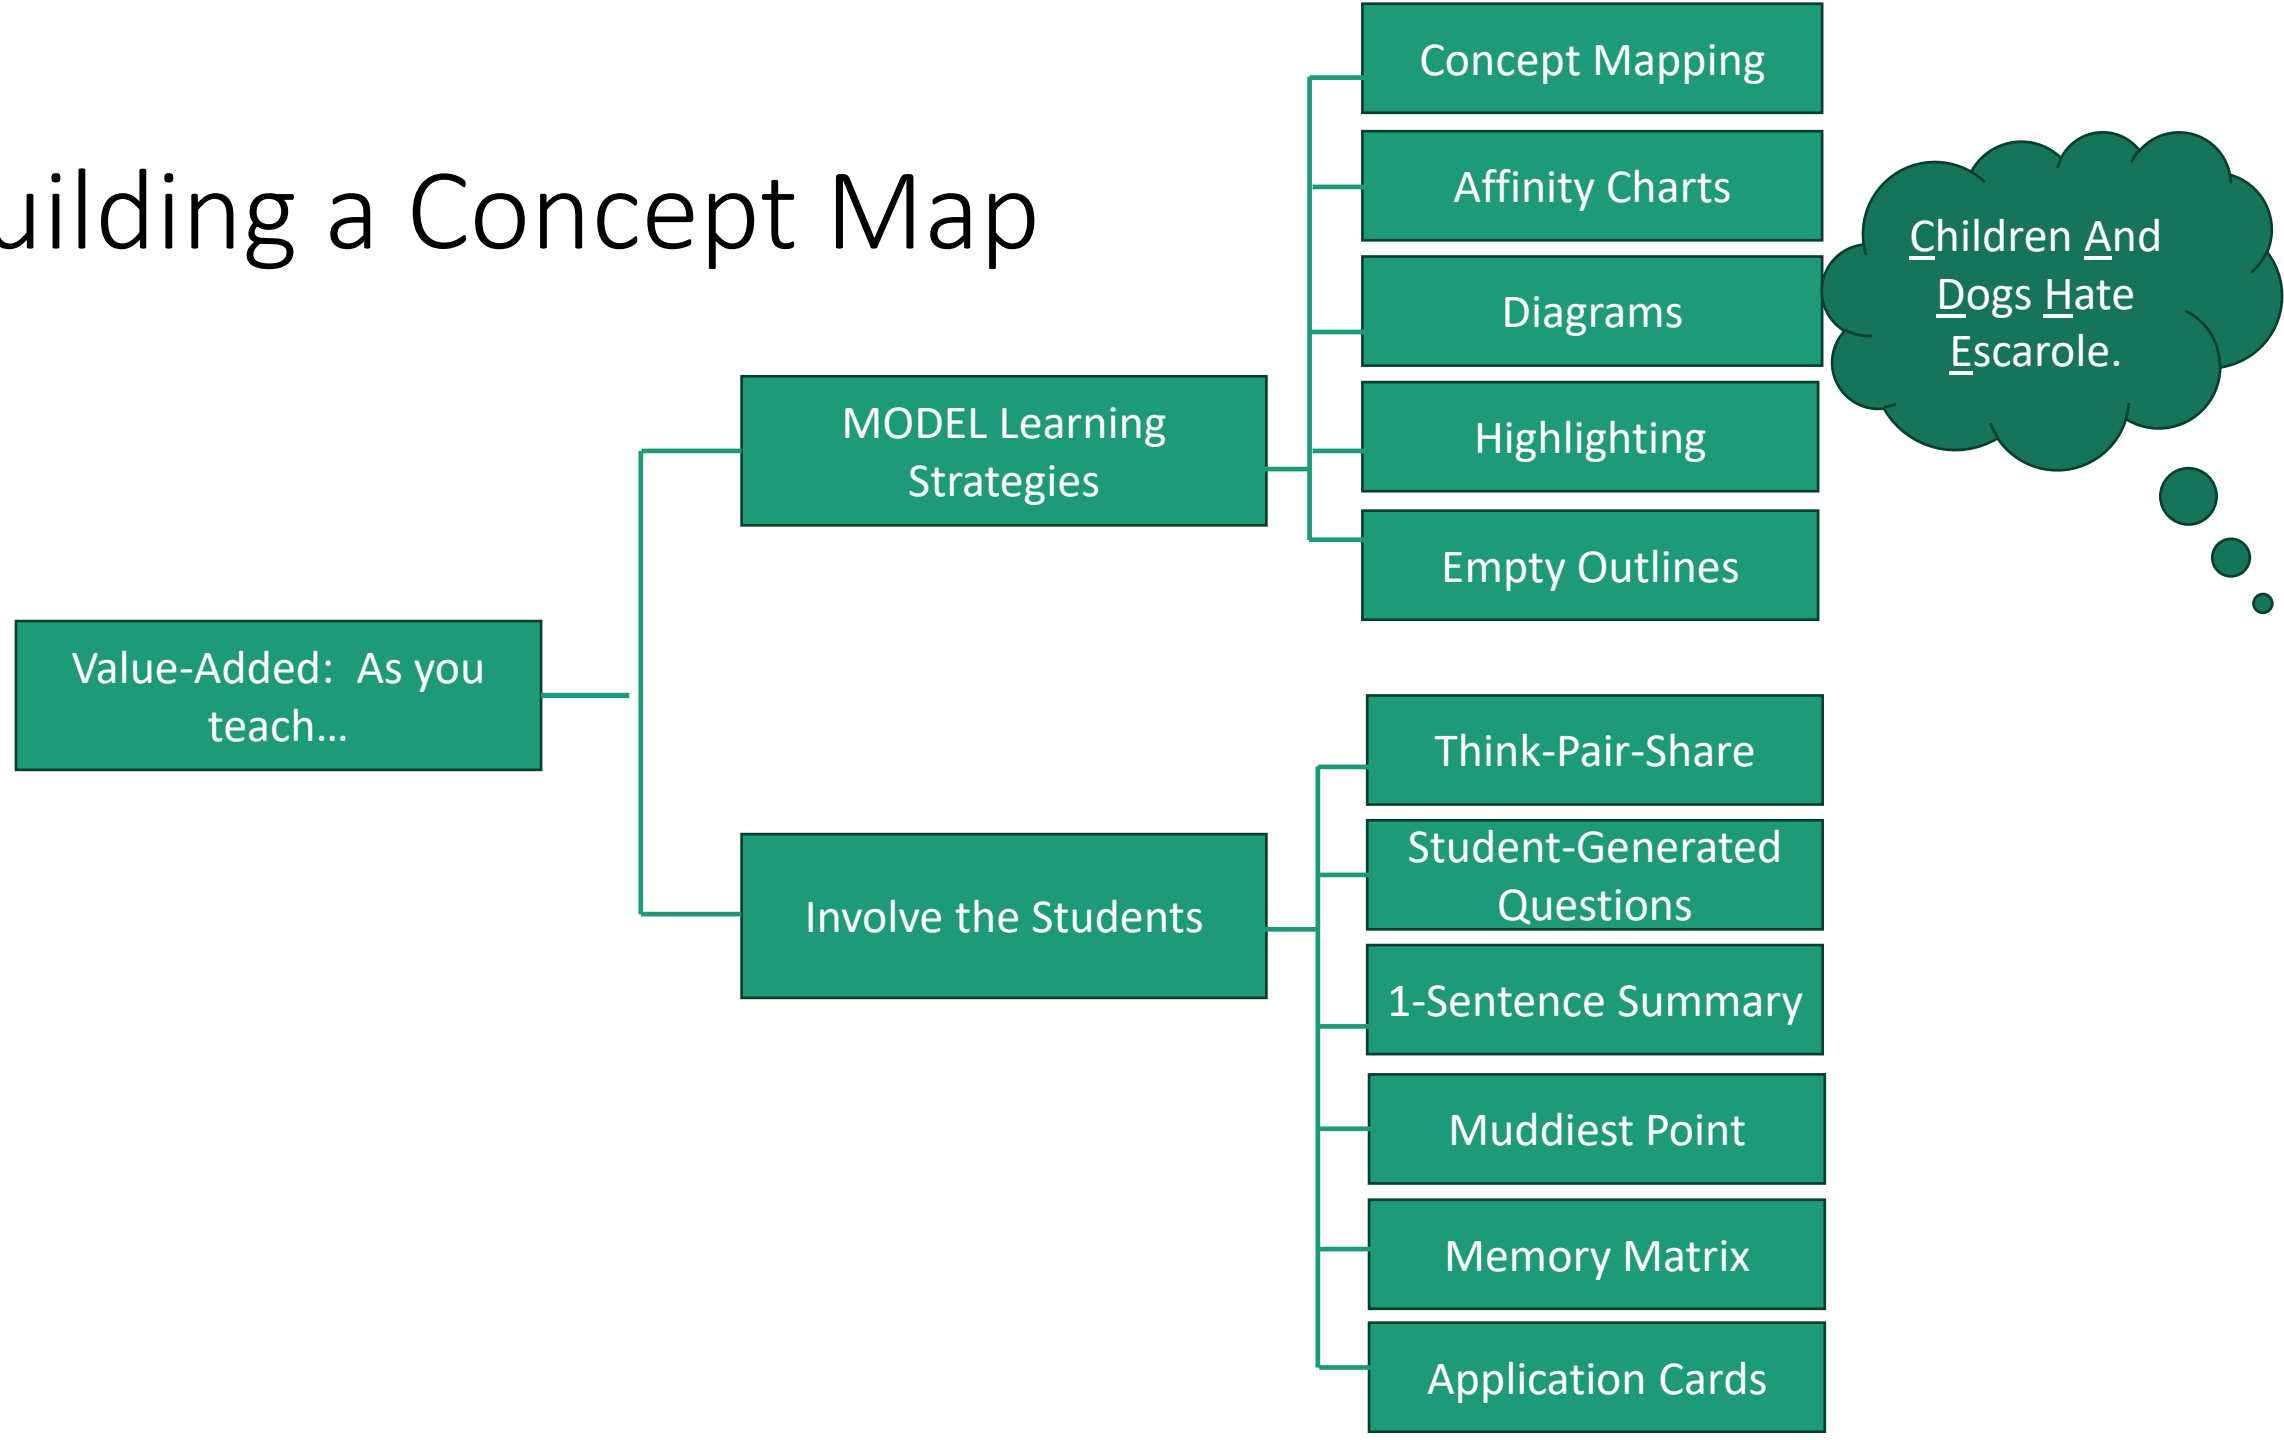 uilding a Concept Map
Concept Mapping
Affinity Charts
Diagrams
Highlighting
Empty Outlines
Children And
Dogs Hate
Escarole.
MODEL Learning
Strategies
Value-Added:  As you
teach...
Involve the Students
Think-Pair-Share
Student-Generated
Questions
1-Sentence Summary
Muddiest Point
Memory Matrix
Application Cards